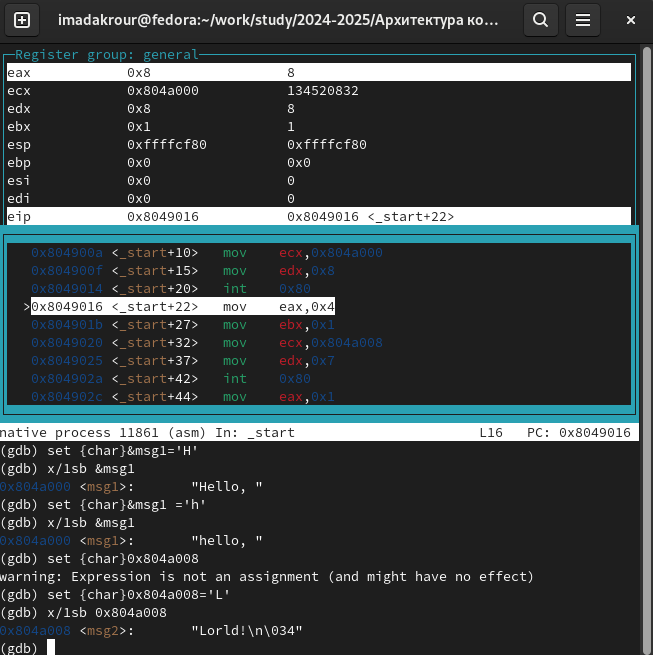 imadakrour@fedora:~/work/study/2024-2025/Архитектура ко...
Register group: general
eax 0x8 8
ecx 0x804a000 134520832
edx 0x8 8
ebx 0x1 1
esp 0xffffcf80 0xffffcf80
ebp 0x0 0x0
esi 0x0 0
edi 0x0 0
eip 0x8049016 0x8049016 <_start+22>
0x804900a <_start+10> mov ecx,0x804a000
0x804900f <_start+15> mov edx,0x8
0x8049014 <_start+20> int 0x80
>0x8049016 <_start+22> mov eax,0x4
0x804901b <_start+27> mov ebx,0x1
0x8049020 <_start+32> mov ecx,0x804a008
0x8049025 <_start+37> mov edx,0x7
0x804902a <_start+42> int 0x80
0x804902c <_start+44> mov eax,0x1
native process 11861 (asm) In: _start L16 PC: 0x8049016
(gdb) set {char}&msg1='H'
(gdb) x/1sb &msg1
0x804a000 <msg1>: "Hello, "
(gdb) set {char}&msg1 ='h'
(gdb) x/1sb &msg1
0x804a000 <msg1>: "hello, "
(gdb) set {char}0x804a008
warning: Expression is not an assignment (and might have no effect)
(gdb) set {char}0x804a008='L'
(gdb) x/1sb 0x804a008
0x804a008 <msg2>: "Lorld!\n\034"
(gdb)